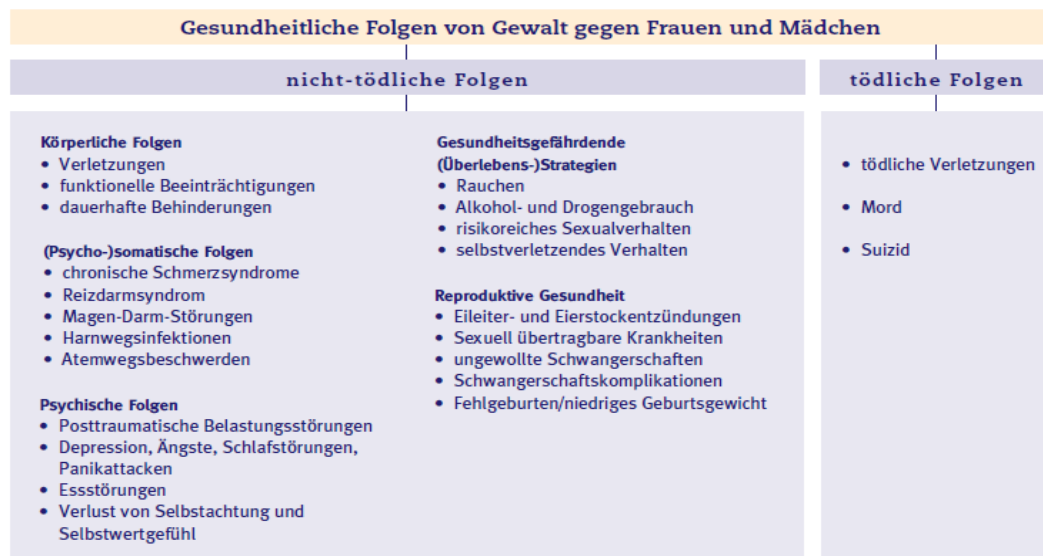 Gesundheitliche Folgen von Gewalt gegen Frauen und Mädchen
nicht-tödliche Folgen
Körperliche Folgen
• Verletzungen
• funktionelle Beeinträchtigungen
• dauerhafte Behinderungen
(Psycho-)somatische Folgen
• chronische Schmerzsyndrome
• Reizdarmsyndrom
• Magen-Darm-Störungen
• Harnwegsinfektionen
• Atemwegsbeschwerden
Psychische Folgen
• Posttraumatische Belastungsstörungen
• Depression, Ängste, Schlafstörungen,
Panikattacken
• Essstörungen
• Verlust von Selbstachtung und
Selbstwertgefühl
Gesundheitsgefährdende
(Überlebens-)Strategien
• Rauchen
• Alkohol- und Drogengebrauch
• risikoreiches Sexualverhalten
• selbstverletzendes Verhalten
Reproduktive Gesundheit
• Eileiter- und Eierstockentzündungen
• Sexuell übertragbare Krankheiten
• ungewollte Schwangerschaften
• Schwangerschaftskomplikationen
• Fehlgeburten/niedriges Geburtsgewicht
tödliche Folgen
• tödliche Verletzungen
• Mord
• Suizid